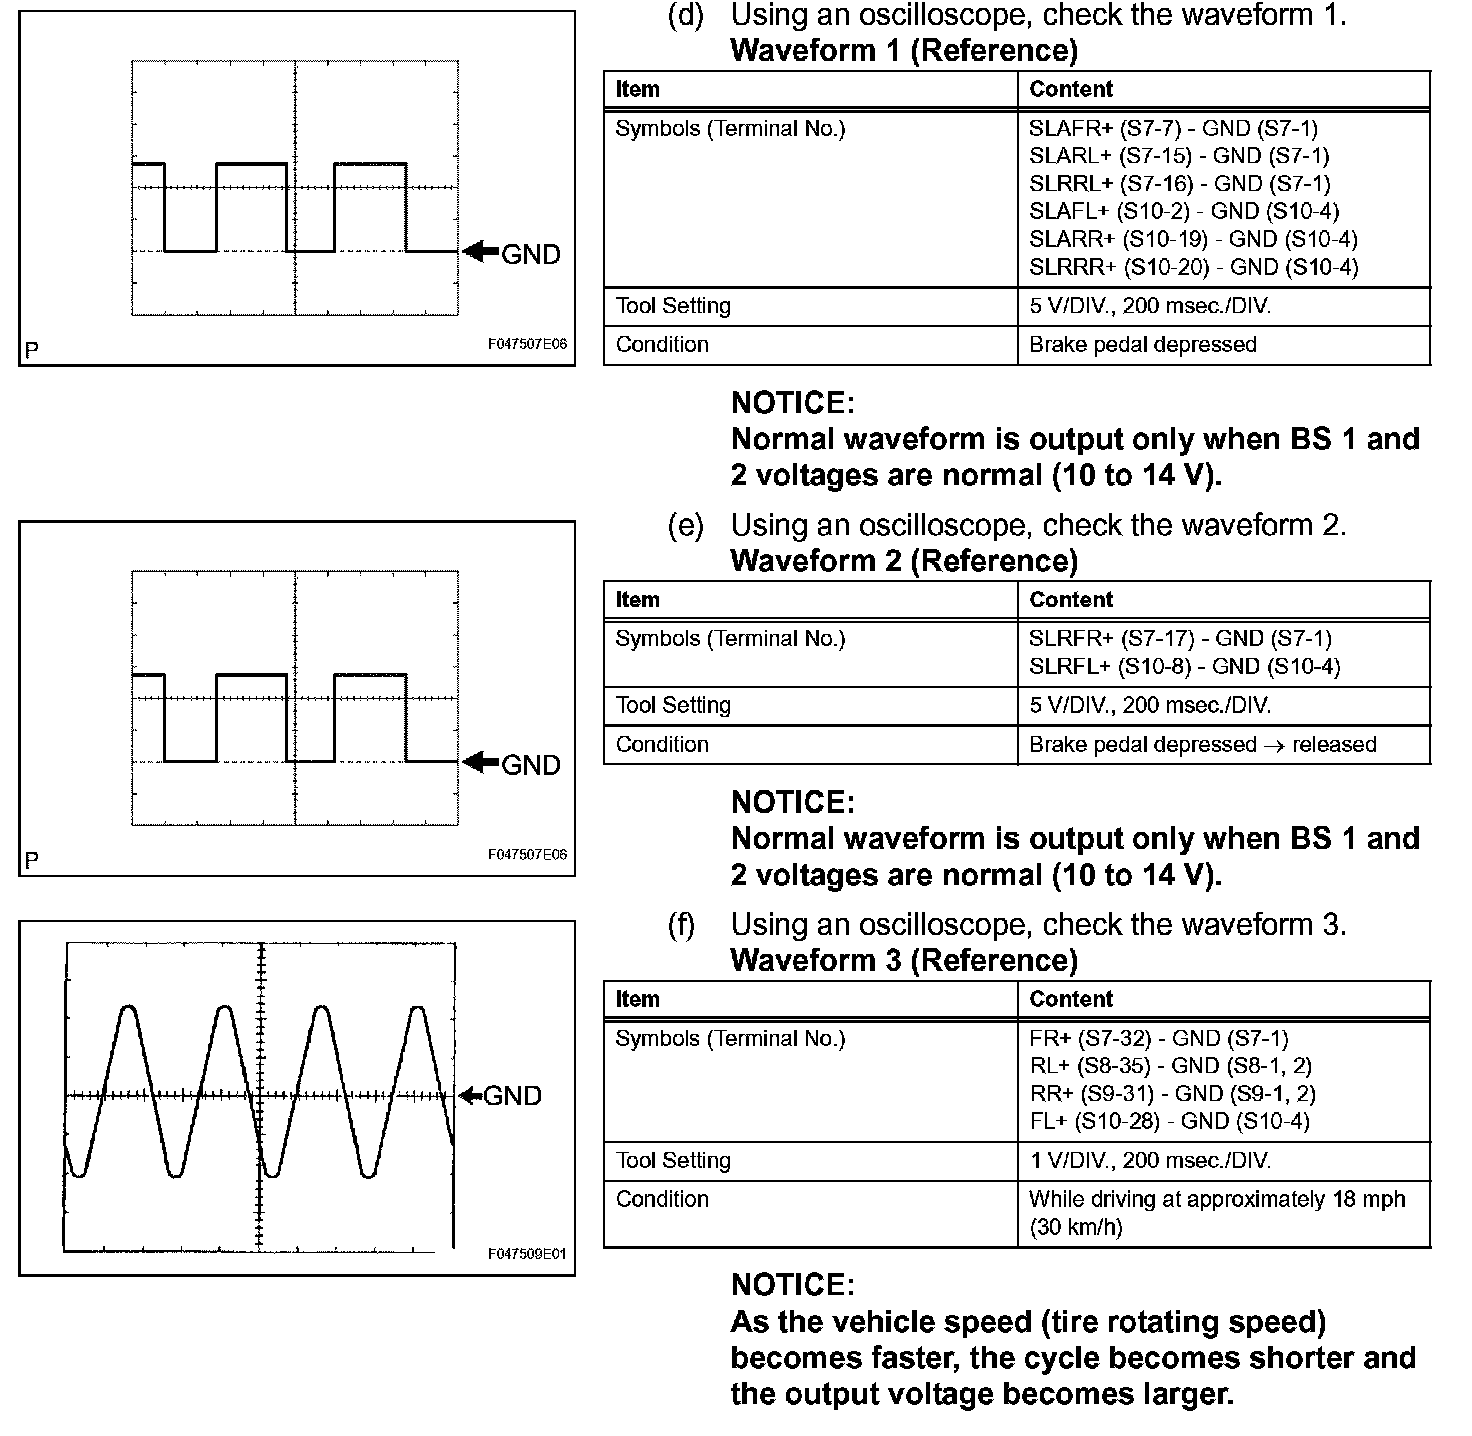 (d) Using an oscilloscope, check the waveform 1.
Waveform 1 (Reference)
GND
P
F047507E06
Item Content
Symbols (Terminal No.) SLAFR+ (S7-7) - GND (S7-1)
SLARL+ (S7-15) - GND (S7-1)
SLRRL+ (S7-16) - GND (S7-1)
SLAFL+ (S10-2) - GND (S10-4)
SLARR+ (S10-19) - GND (S10-4)
SLRRR+ (S10-20) - GND (S10-4)
Tool Setting 5 V/DIV., 200 msec./DIV.
Condition Brake pedal depressed
NOTICE:
Normal waveform is output only when BS 1 and
2 voltages are normal (10 to 14 V).
(e) Using an oscilloscope, check the waveform 2.
Waveform 2 (Reference)
GND
P
F047507E06
Item Content
Symbols (Terminal No.) SLRFR+ (S7-17) - GND (S7-1)
SLRFL+ (S10-8) - GND (S10-4)
Tool Setting 5 V/DIV., 200 msec./DIV.
Condition Brake pedal depressed → released
NOTICE:
Normal waveform is output only when BS 1 and
2 voltages are normal (10 to 14 V).
(f) Using an oscilloscope, check the waveform 3.
Waveform 3 (Reference)
GND
F047509E01
Item Content
Symbols (Terminal No.) FR+ (S7-32) - GND (S7-1)
RL+ (S8-35) - GND (S8-1, 2)
RR+ (S9-31) - GND (S9-1, 2)
FL+ (S10-28) - GND (S10-4)
Tool Setting 1 V/DIV., 200 msec./DIV.
Condition While driving at approximately 18 mph
(30 km/h)
NOTICE:
As the vehicle speed (tire rotating speed)
becomes faster, the cycle becomes shorter and
the output voltage becomes larger.